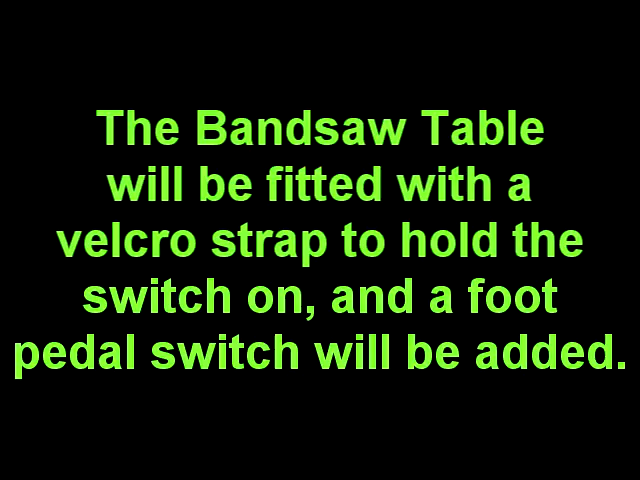 The Bandsaw Table
will be fitted with a
velcro strap to hold the
switch on, and a foot
pedal switch will be added.